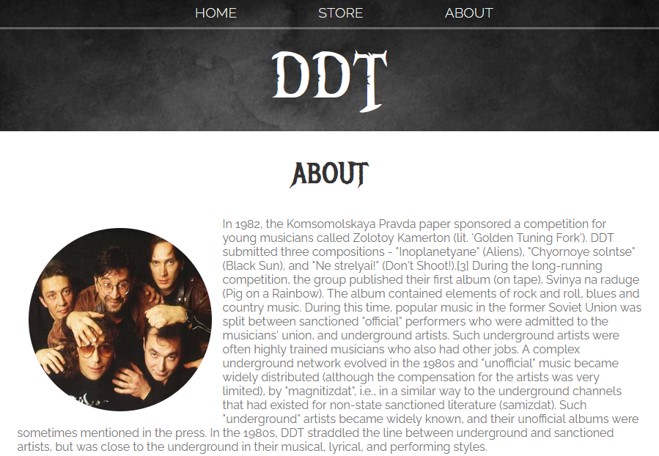 HOME STORE ABOUT
DDT
ABOUT
In 1982, the Komsomolskaya Pravda paper sponsored a competition for
young musicians called Zolotoy Kamerton (lit. 'Golden Tuning Fork'). DDT
submitted three compositions - "Inoplanetyane" (Aliens), "Chyornoye solntse"
(Black Sun), and "Ne strelyai!" (Don't Shoot!).[3] During the long-running
competition, the group published their first album (on tape), Svinya na raduge
(Pig on a Rainbow). The album contained elements of rock and roll, blues and
country music. During this time, popular music in the former Soviet Union was
split between sanctioned "official" performers who were admitted to the
musicians' union, and underground artists. Such underground artists were
often highly trained musicians who also had other jobs. A complex
underground network evolved in the 1980s and "unofficial" music became
widely distributed (although the compensation for the artists was very
limited), by "magnitizdat", i.e., in a similar way to the underground channels
that had existed for non-state sanctioned literature (samizdat). Such
"underground" artists became widely known, and their unofficial albums were
sometimes mentioned in the press. In the 1980s, DDT straddled the line between underground and sanctioned
artists, but was close to the underground in their musical, lyrical, and performing styles.